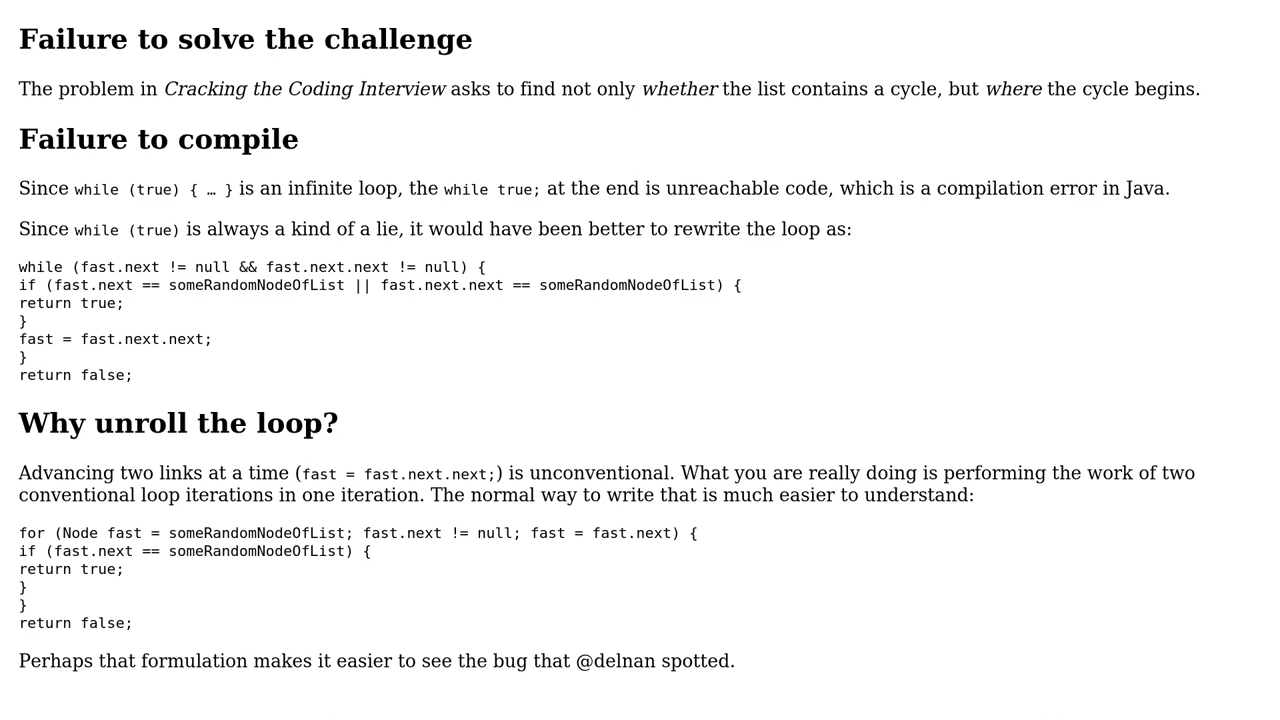 Failure to solve the challenge
The problem in Cracking the Coding Interview asks to find not only whether the list contains a cycle, but where the cycle begins.
Failure to compile
Since while (true) { … } is an infinite loop, the while true; at the end is unreachable code, which is a compilation error in Java.
Since while (true) is always a kind of a lie, it would have been better to rewrite the loop as:
while (fast.next != null && fast.next.next != null) {
if (fast.next == someRandomNodeOfList || fast.next.next == someRandomNodeOfList) {
return true;
}
fast = fast.next.next;
}
return false;
Why unroll the loop?
Advancing two links at a time (fast = fast.next.next;) is unconventional. What you are really doing is performing the work of two
conventional loop iterations in one iteration. The normal way to write that is much easier to understand:
for (Node fast = someRandomNodeOfList; fast.next != null; fast = fast.next) {
if (fast.next == someRandomNodeOfList) {
return true;
}
}
return false;
Perhaps that formulation makes it easier to see the bug that @delnan spotted.